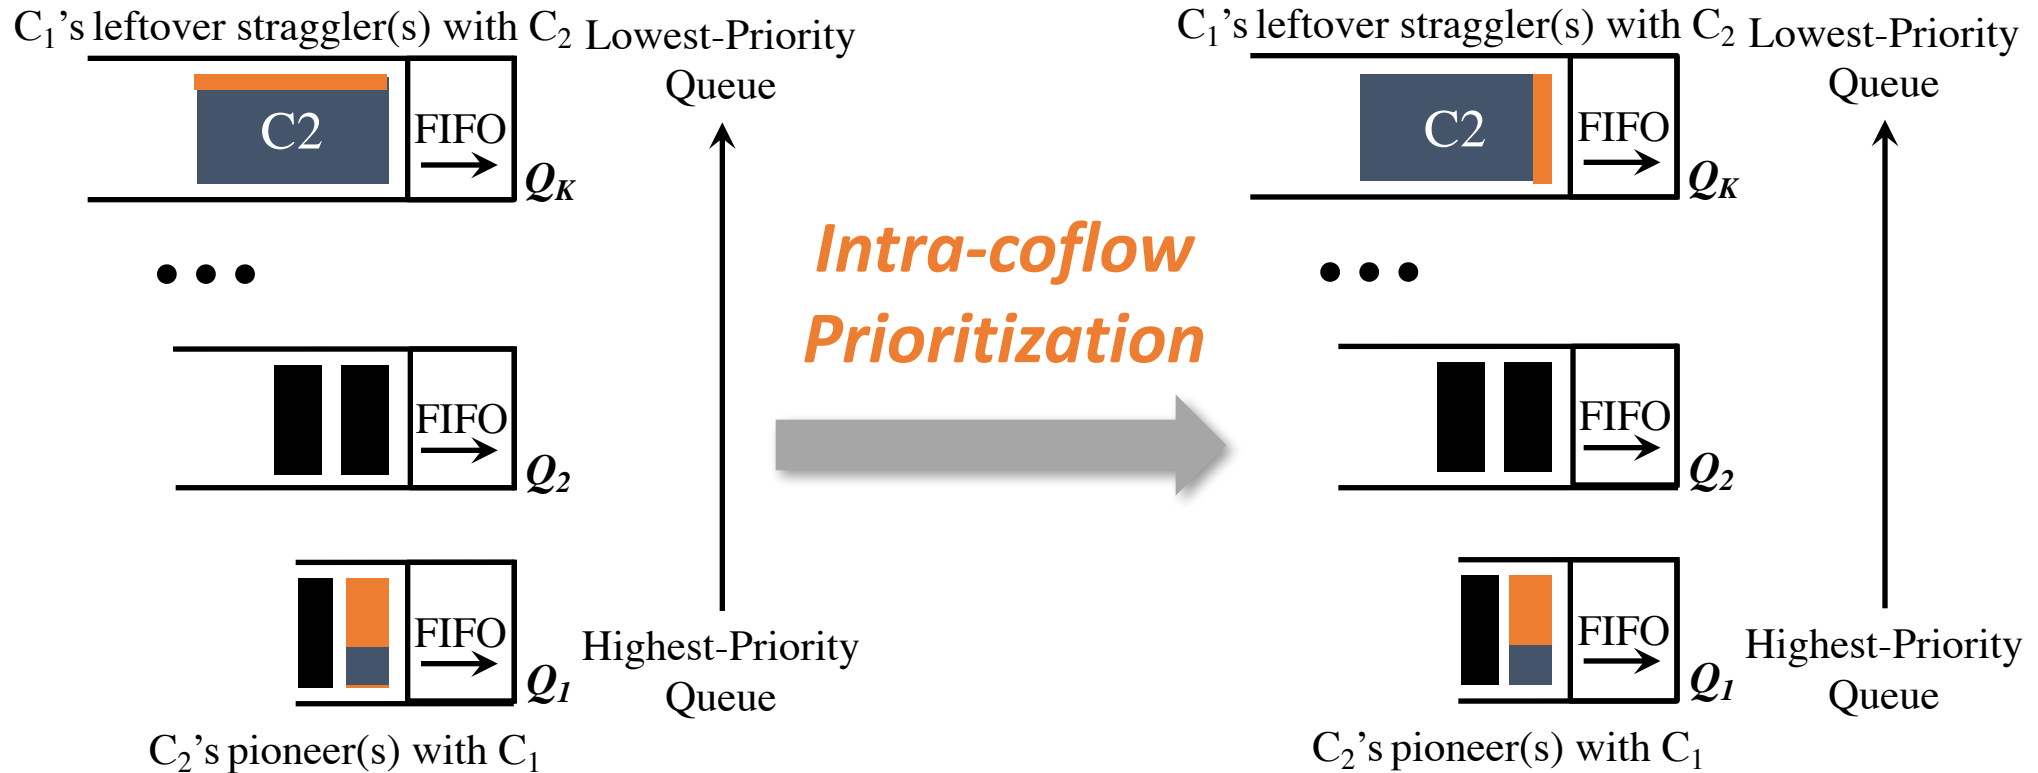 C₁'s leftover straggler(s) with C₂
Lowest-Priority
Queue
C2
FIFO
Q_K
FIFO
Q₂
FIFO
Q₁
Highest-Priority
Queue
C₂'s pioneer(s) with C₁
Intra-coflow
Prioritization
C₁'s leftover straggler(s) with C₂
Lowest-Priority
Queue
C2
FIFO
Q_K
FIFO
Q₂
FIFO
Q₁
Highest-Priority
Queue
C₂'s pioneer(s) with C₁